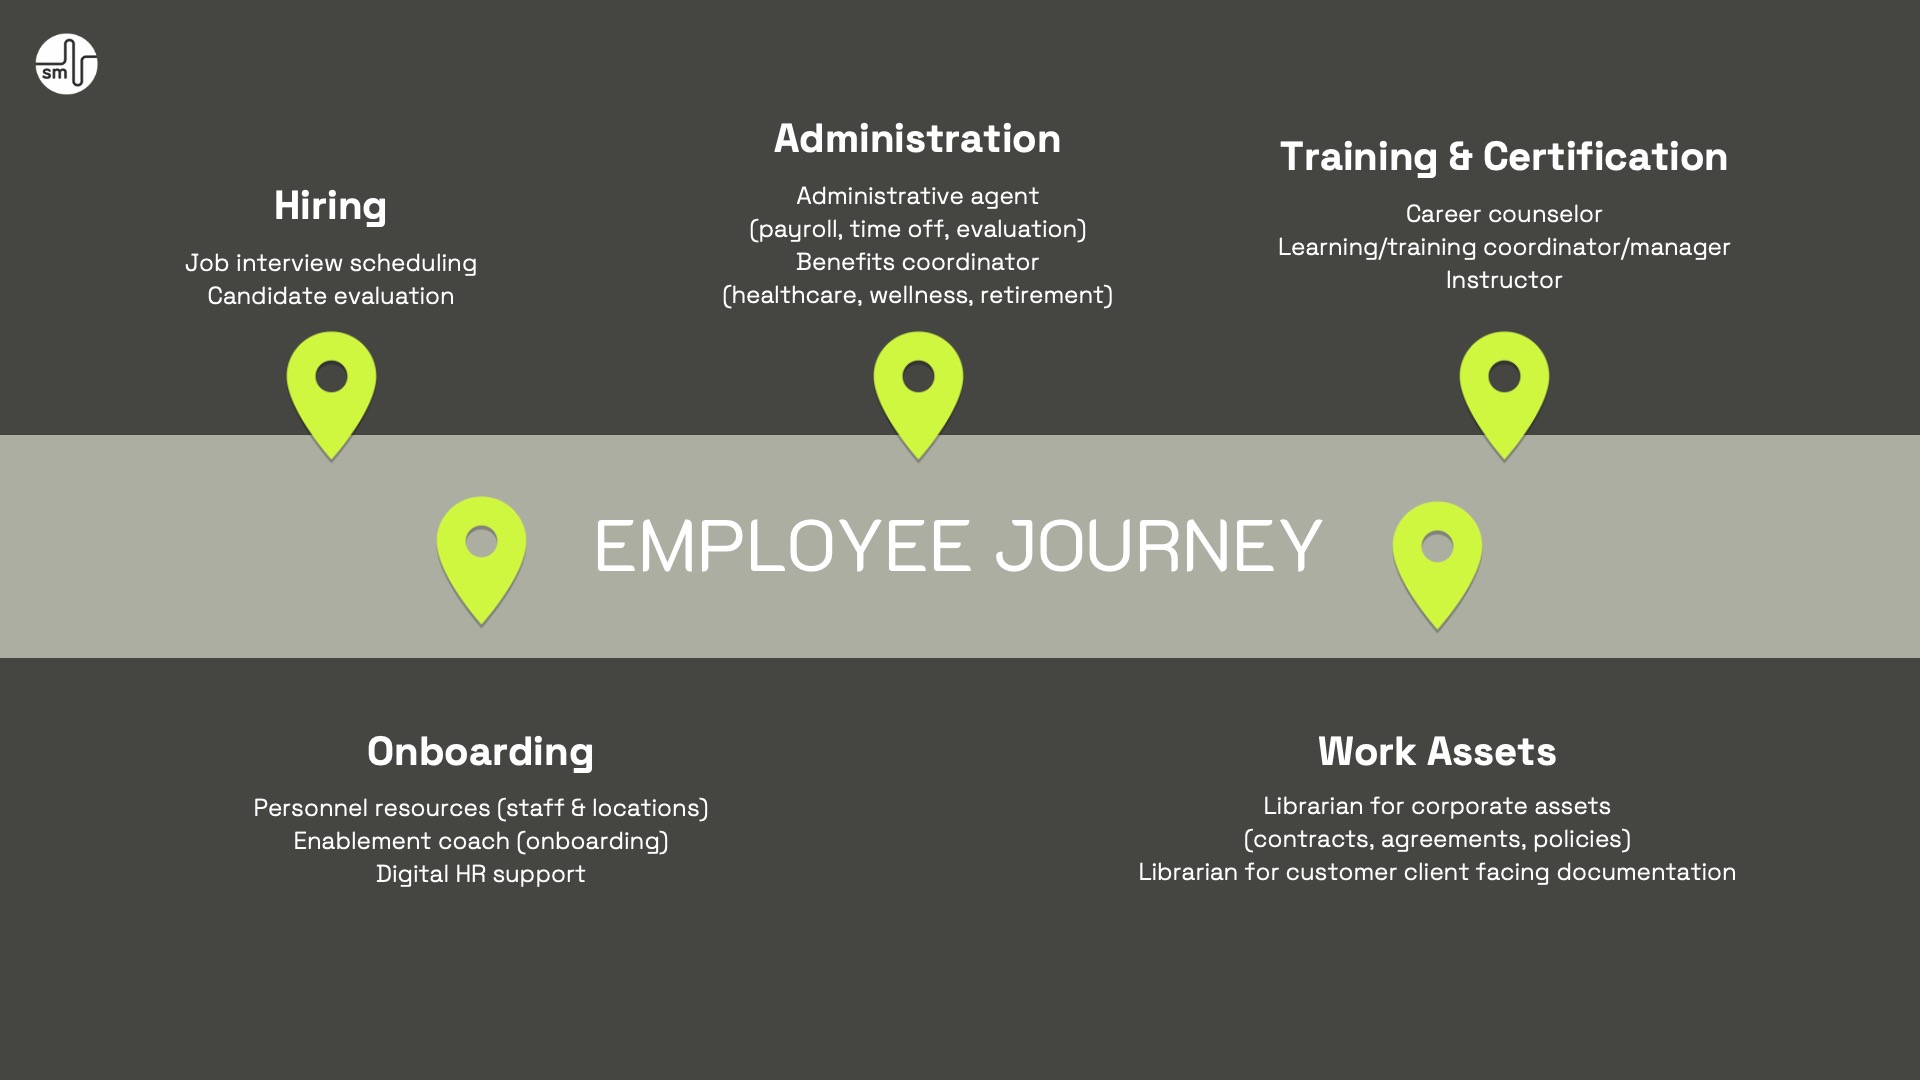 sm
Hiring
Job interview scheduling
Candidate evaluation
Administration
Administrative agent
(payroll, time off, evaluation)
Benefits coordinator
(healthcare, wellness, retirement)
Training & Certification
Career counselor
Learning/training coordinator/manager
Instructor
EMPLOYEE JOURNEY
Onboarding
Personnel resources (staff & locations)
Enablement coach (onboarding)
Digital HR support
Work Assets
Librarian for corporate assets
(contracts, agreements, policies)
Librarian for customer client facing documentation